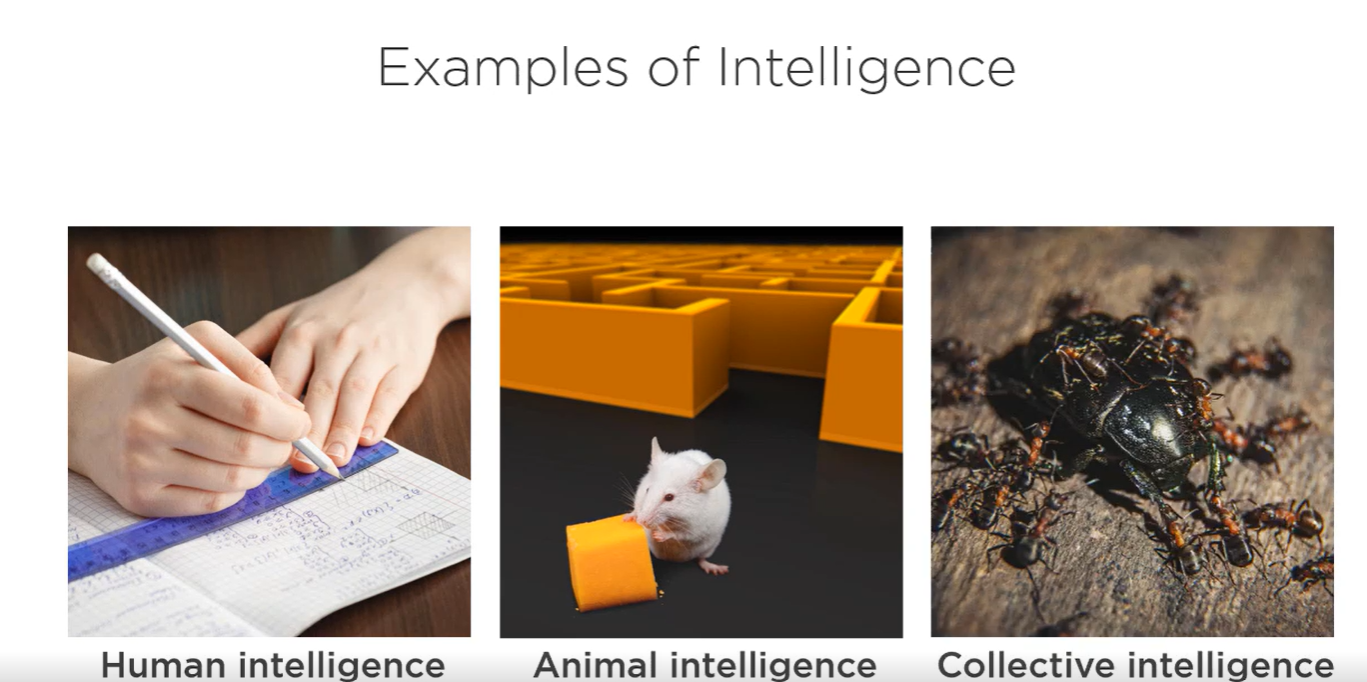 Examples of Intelligence
Human intelligence
Animal intelligence
Collective intelligence